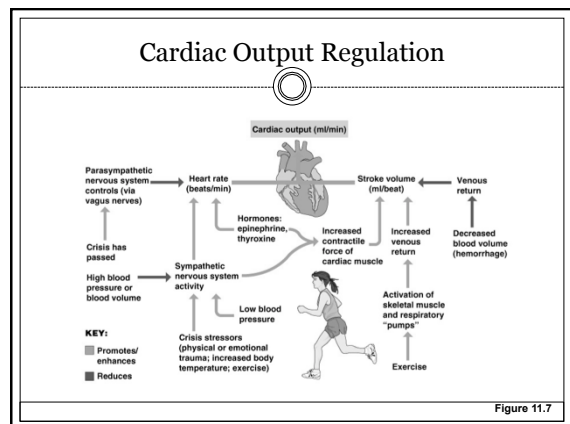 Cardiac Output Regulation
Cardiac output (ml/min)
Parasympathetic
nervous system
controls (via
vagus nerves)
Heart rate
(beats/min)
Stroke volume
(ml/beat)
Venous
return
Hormones:
epinephrine,
thyroxine
Increased
contractile
force of
cardiac muscle
Increased
venous
return
Decreased
blood volume
(hemorrhage)
Crisis has
passed
High blood
pressure or
blood volume
Sympathetic
nervous system
activity
Low blood
pressure
Activation of
skeletal muscle
and respiratory
“pumps”
KEY:
Promotes/
enhances
Reduces
Crisis stressors
(physical or emotional
trauma; increased body
temperature; exercise)
Exercise
Figure 11.7